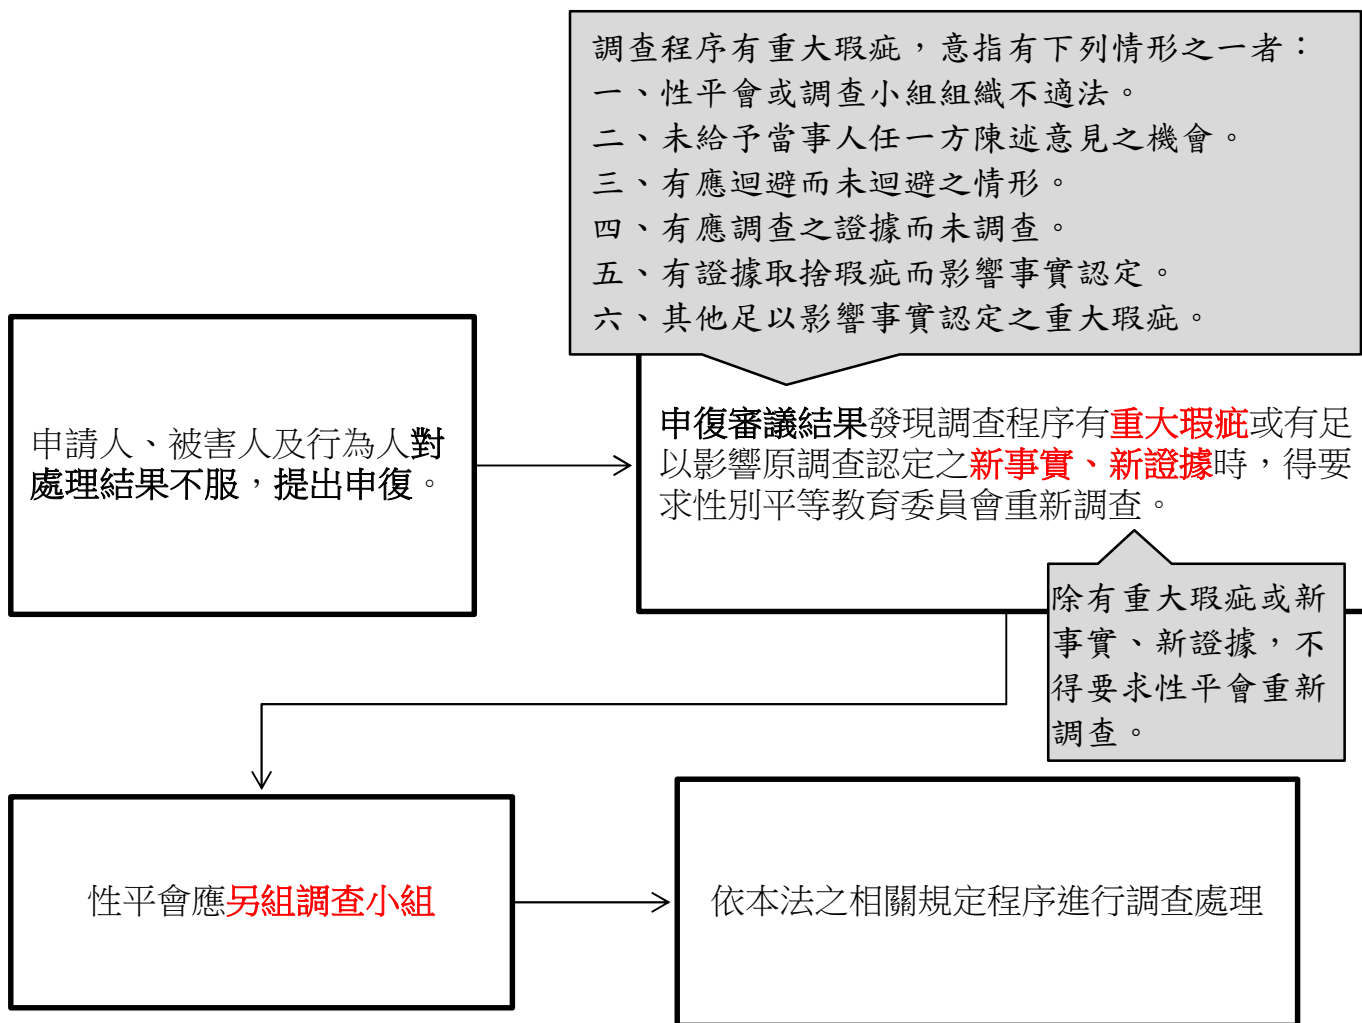 調查程序有重大瑕疵，意指有下列情形之一者：
一、性平會或調查小組組織不適法。
二、未給予當事人任一方陳述意見之機會。
三、有應迴避而未迴避之情形。
四、有應調查之證據而未調查。
五、有證據取捨瑕疵而影響事實認定。
六、其他足以影響事實認定之重大瑕疵。
申請人、被害人及行為人對
處理結果不服，提出申復。
申復審議結果發現調查程序有重大瑕疵或有足
以影響原調查認定之新事實、新證據時，得要
求性別平等教育委員會重新調查。
除有重大瑕疵或新
事實、新證據，不
得要求性平會重新
調查。
性平會應另組調查小組
依本法之相關規定程序進行調查處理